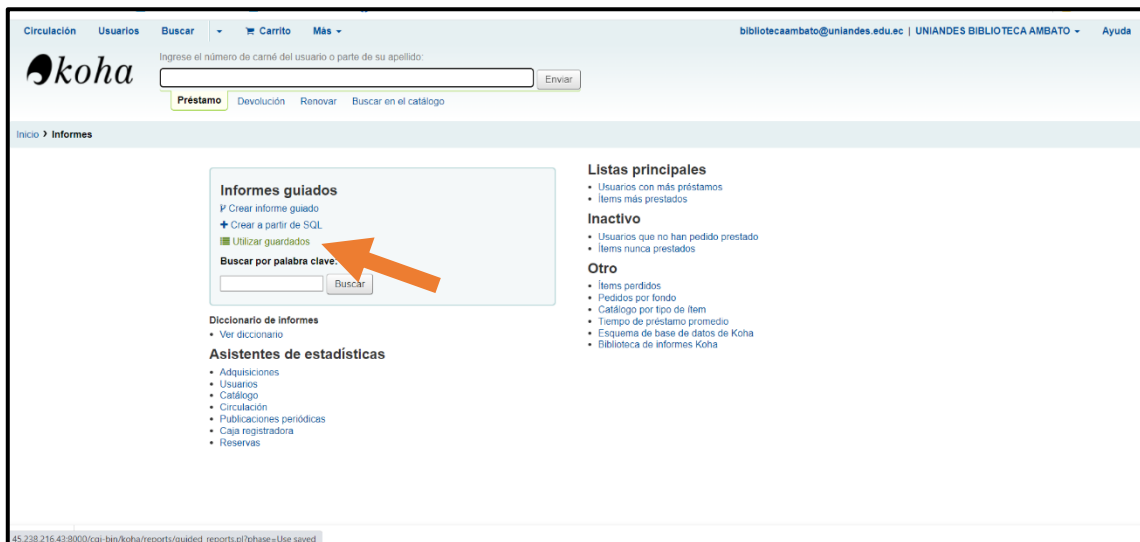 Circulación Usuarios Buscar Carrito Más bibliotecaambato@uniandes.edu.ec | UNIANDES BIBLIOTECA AMBATO Ayuda
koha
Ingrese el número de carné del usuario o parte de su apellido:
Enviar
Préstamo Devolución Renovar Buscar en el catálogo
Inicio › Informes
Informes guiados
Crear informe guiado
+ Crear a partir de SQL
Utilizar guardados
Buscar por palabra clave:
Buscar
Diccionario de informes
• Ver diccionario
Asistentes de estadísticas
• Adquisiciones
• Usuarios
• Catálogo
• Circulación
• Publicaciones periódicas
• Caja registradora
• Reservas
Listas principales
• Usuarios con más préstamos
• Ítems más prestados
Inactivo
• Usuarios que no han pedido prestado
• Ítems nunca prestados
Otro
• Ítems perdidos
• Pedidos por fondo
• Catálogo por tipo de ítem
• Tiempo de préstamo promedio
• Esquema de base de datos de Koha
• Biblioteca de informes Koha
45.238.216.43:8000/cgi-bin/koha/reports/guided_reports.pl?phase=Use saved